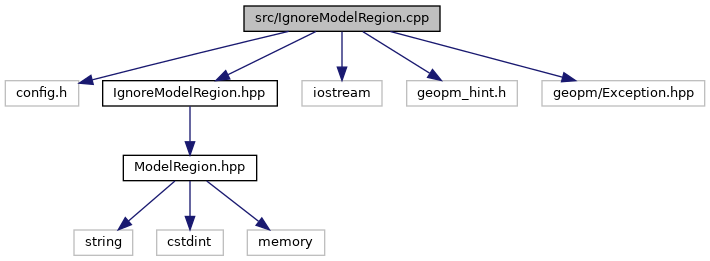 src/IgnoreModelRegion.cpp
config.h
IgnoreModelRegion.hpp
iostream
geopm_hint.h
geopm/Exception.hpp
ModelRegion.hpp
string
cstdint
memory